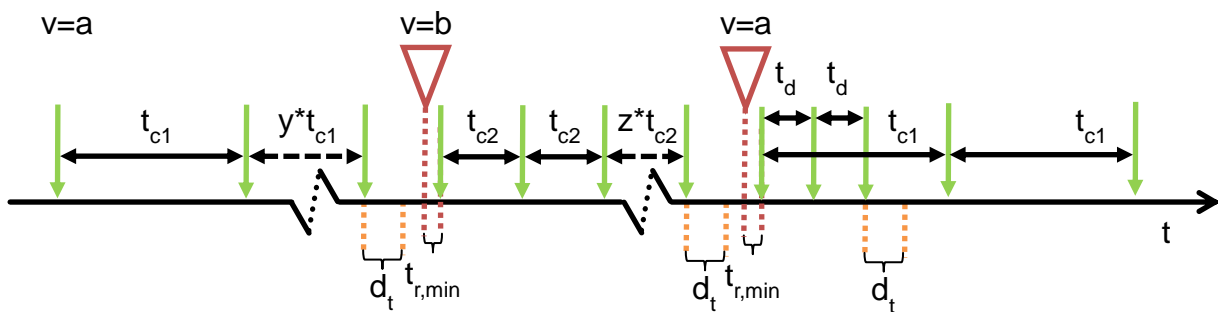 v=a
v=b
v=a
t_c1
y*t_c1
t_c2
t_c2
z*t_c2
t_d
t_d
t_c1
t_c1
t
d_t
t_r,min
d_t
t_r,min
d_t